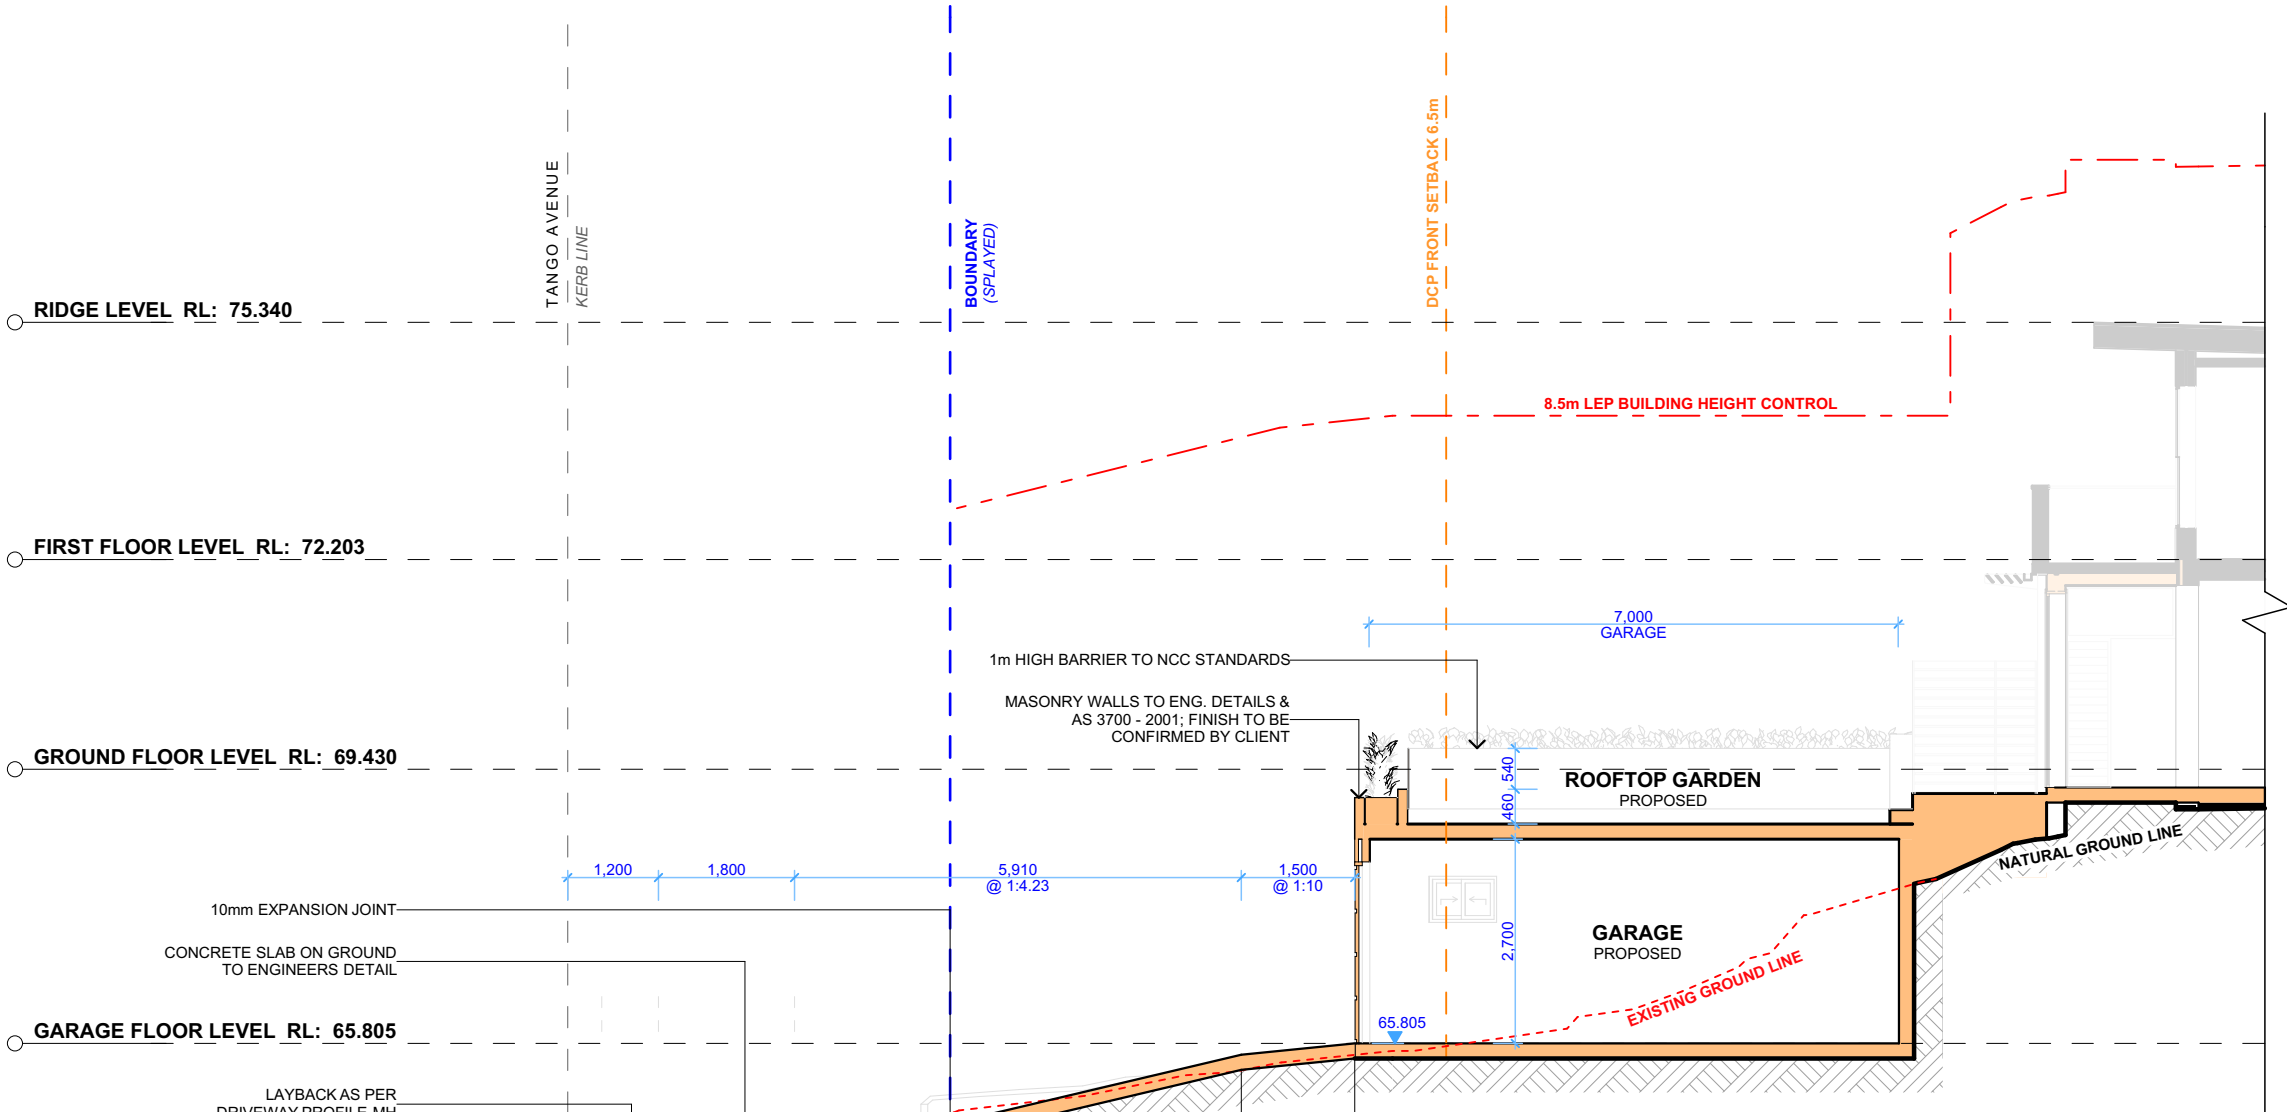 TANGO AVENUE
KERB LINE
BOUNDARY
(SPLAYED)
DCP FRONT SETBACK 6.5m
RIDGE LEVEL RL: 75.340
8.5m LEP BUILDING HEIGHT CONTROL
FIRST FLOOR LEVEL RL: 72.203
7,000
GARAGE
1m HIGH BARRIER TO NCC STANDARDS
MASONRY WALLS TO ENG. DETAILS &
AS 3700 - 2001; FINISH TO BE
CONFIRMED BY CLIENT
GROUND FLOOR LEVEL RL: 69.430
540
460
ROOFTOP GARDEN
PROPOSED
NATURAL GROUND LINE
1,200
1,800
5,910
@ 1:4.23
1,500
@ 1:10
10mm EXPANSION JOINT
CONCRETE SLAB ON GROUND
TO ENGINEERS DETAIL
2,700
GARAGE
PROPOSED
EXISTING GROUND LINE
GARAGE FLOOR LEVEL RL: 65.805
65.805
LAYBACK AS PER
DRIVEWAY PROFILE MH